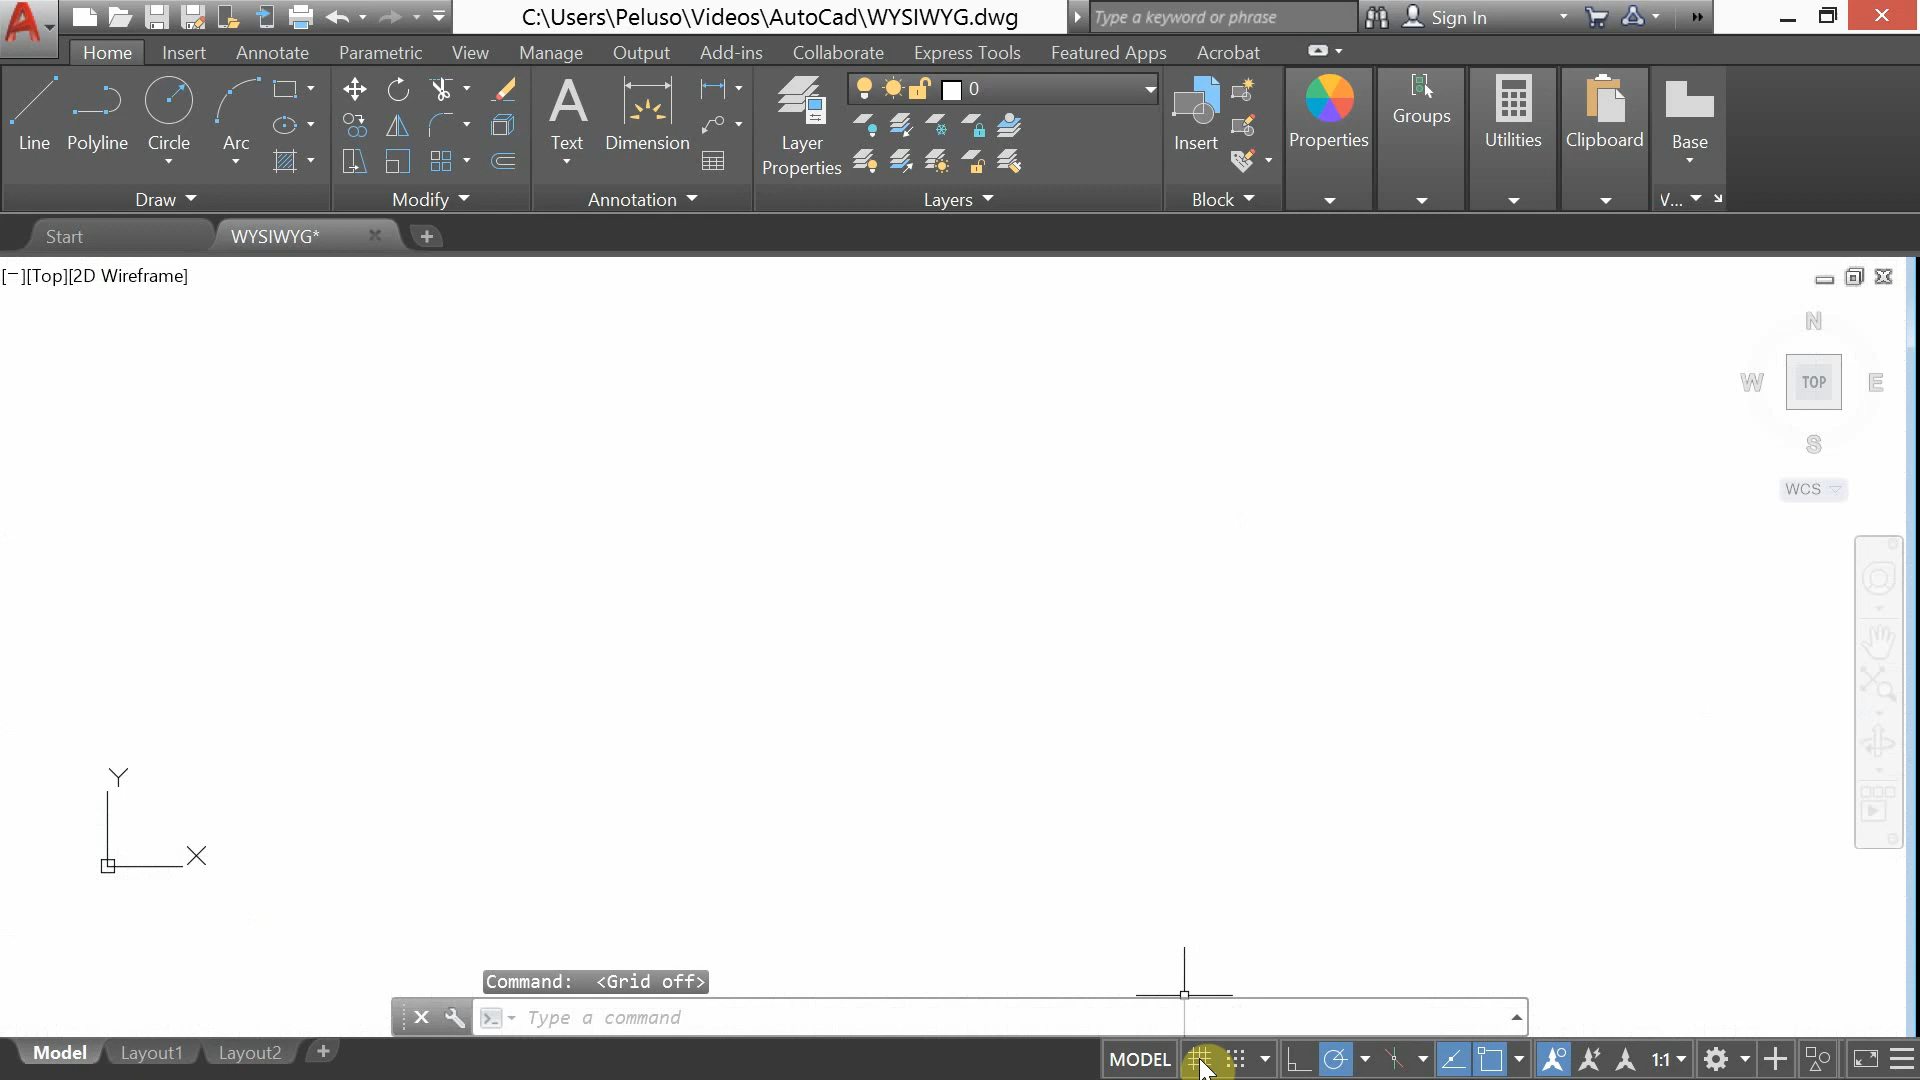 C:\Users\Peluso\Videos\AutoCad\WYSIWYG.dwg
Type a keyword or phrase
Sign In
Home Insert Annotate Parametric View Manage Output Add-ins Collaborate Express Tools Featured Apps Acrobat
0
Line Polyline Circle Arc Text Dimension Layer Properties Insert Properties Groups Utilities Clipboard Base
Draw Modify Annotation Layers Block V...
Start WYSIWYG*
[−][Top][2D Wireframe]
N
W TOP E
S
WCS
Y
X
Command: <Grid off>
Type a command
Model Layout1 Layout2 MODEL 1:1